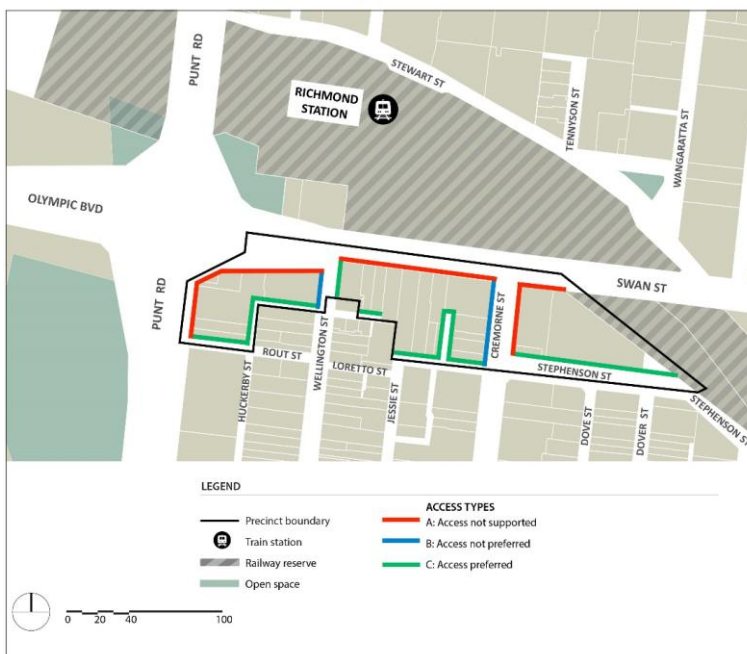 PUNT RD
STEWART ST
RICHMOND
STATION
TENNYSON ST
WANGARATTA ST
OLYMPIC BVD
SWAN ST
PUNT RD
CREMORNE ST
WELLINGTON ST
ROUT ST
HUCKERBY ST
LORETTO ST
JESSIE ST
STEPHENSON ST
DOVE ST
DOVER ST
STEPHENSON ST
LEGEND
Precinct boundary
Train station
Railway reserve
Open space
ACCESS TYPES
A: Access not supported
B: Access not preferred
C: Access preferred
0 20 40 100